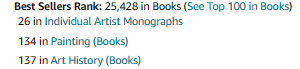 Best Sellers Rank: 25,428 in Books (See Top 100 in Books)
26 in Individual Artist Monographs
134 in Painting (Books)
137 in Art History (Books)